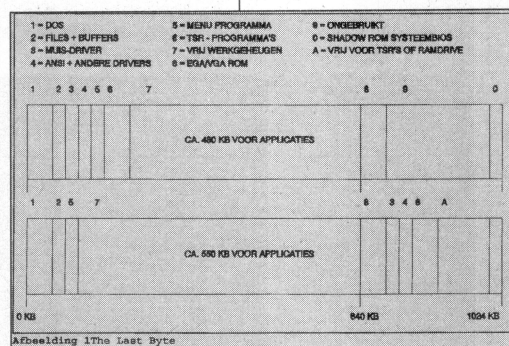 1 = DOS
2 = FILES + BUFFERS
3 = MUIS-DRIVER
4 = ANSI + ANDERE DRIVERS
5 = MENU PROGRAMMA
6 = TSR - PROGRAMMA'S
7 = VRIJ WERKGEHEUGEN
8 = EGA/VGA ROM
9 = ONGEBRUIKT
0 = SHADOW ROM SYSTEEMBIOS
A = VRIJ VOOR TSR'S OF RAMDRIVE
1 2 3 4 5 6 7 8 9 0
CA. 480 KB VOOR APPLICATIES
1 2 5 7 8 3 4 6 A
CA. 550 KB VOOR APPLICATIES
0 KB 640 KB 1024 KB
Afbeelding 1The Last Byte